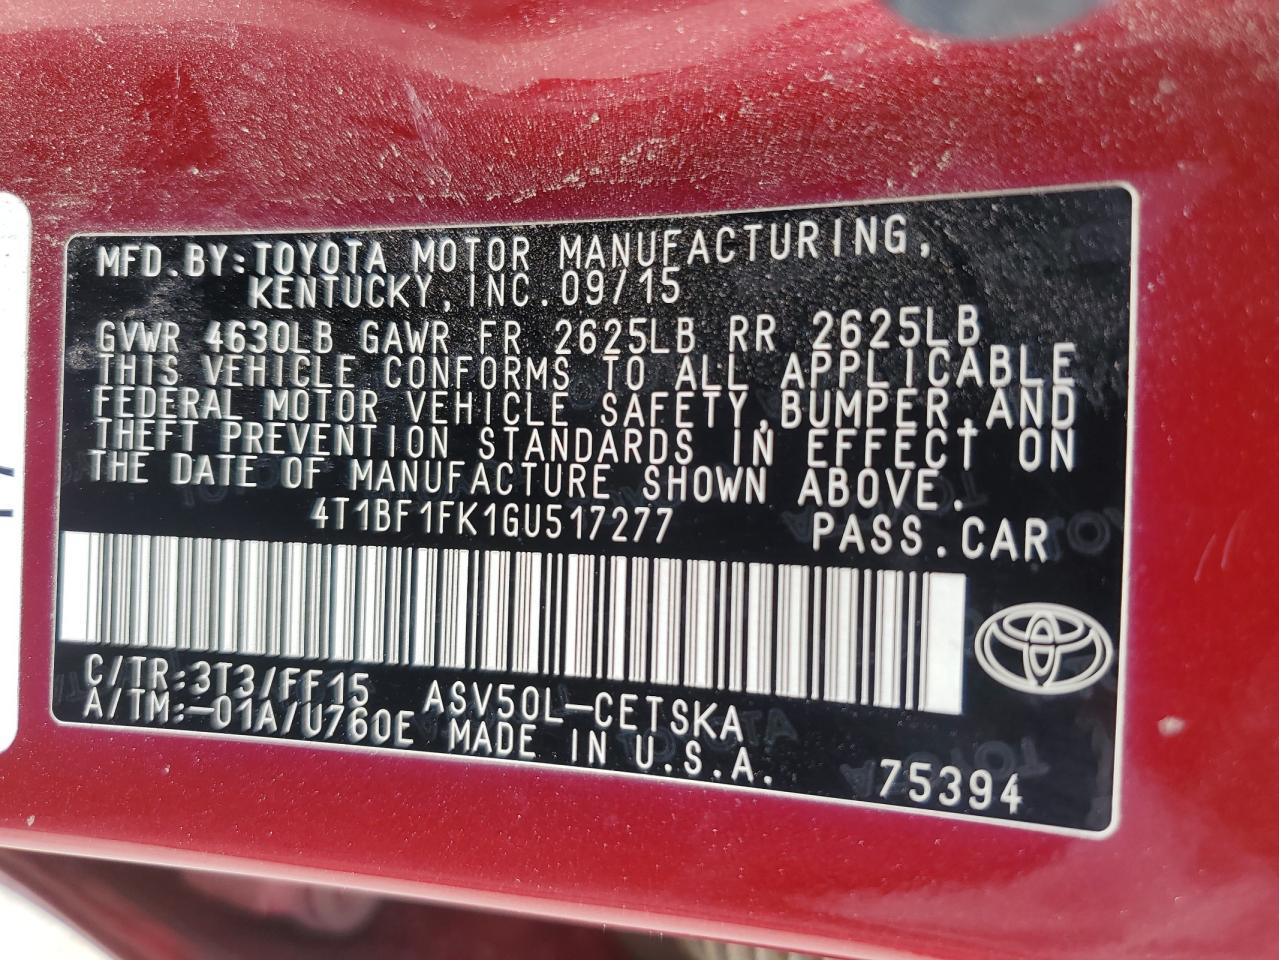 MFD.BY:TOYOTA MOTOR MANUFACTURING,
KENTUCKY,INC.09/15
GVWR 4630LB GAWR FR 2625LB RR 2625LB
THIS VEHICLE CONFORMS TO ALL APPLICABLE
FEDERAL MOTOR VEHICLE SAFETY,BUMPER,AND
THEFT PREVENTION STANDARDS IN EFFECT ON
THE DATE OF MANUFACTURE SHOWN ABOVE.
4T1BF1FK1GU517277 PASS.CAR
C/TR:3T3/FF15 ASV50L-CETSKA
A/TM:-01A/U760E MADE IN U.S.A.
75394